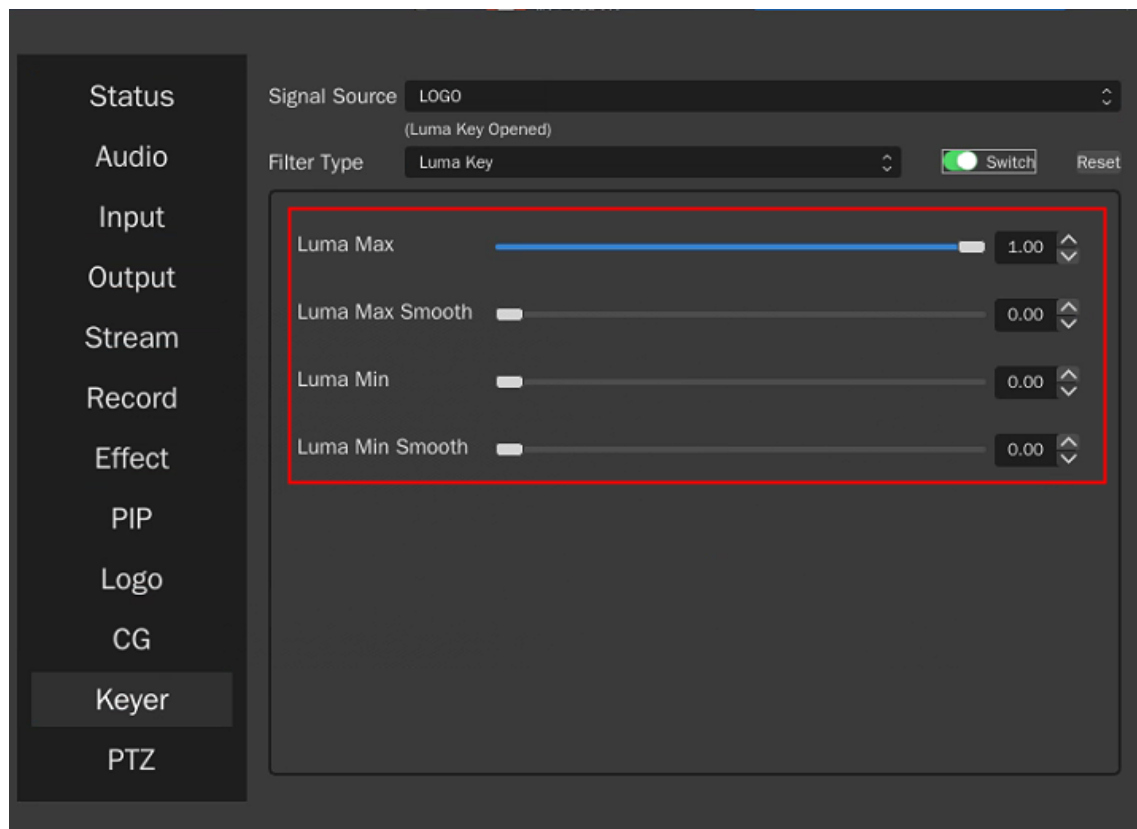 Status
Audio
Input
Output
Stream
Record
Effect
PIP
Logo
CG
Keyer
PTZ
Signal Source LOGO
(Luma Key Opened)
Filter Type Luma Key Switch Reset
Luma Max 1.00
Luma Max Smooth 0.00
Luma Min 0.00
Luma Min Smooth 0.00